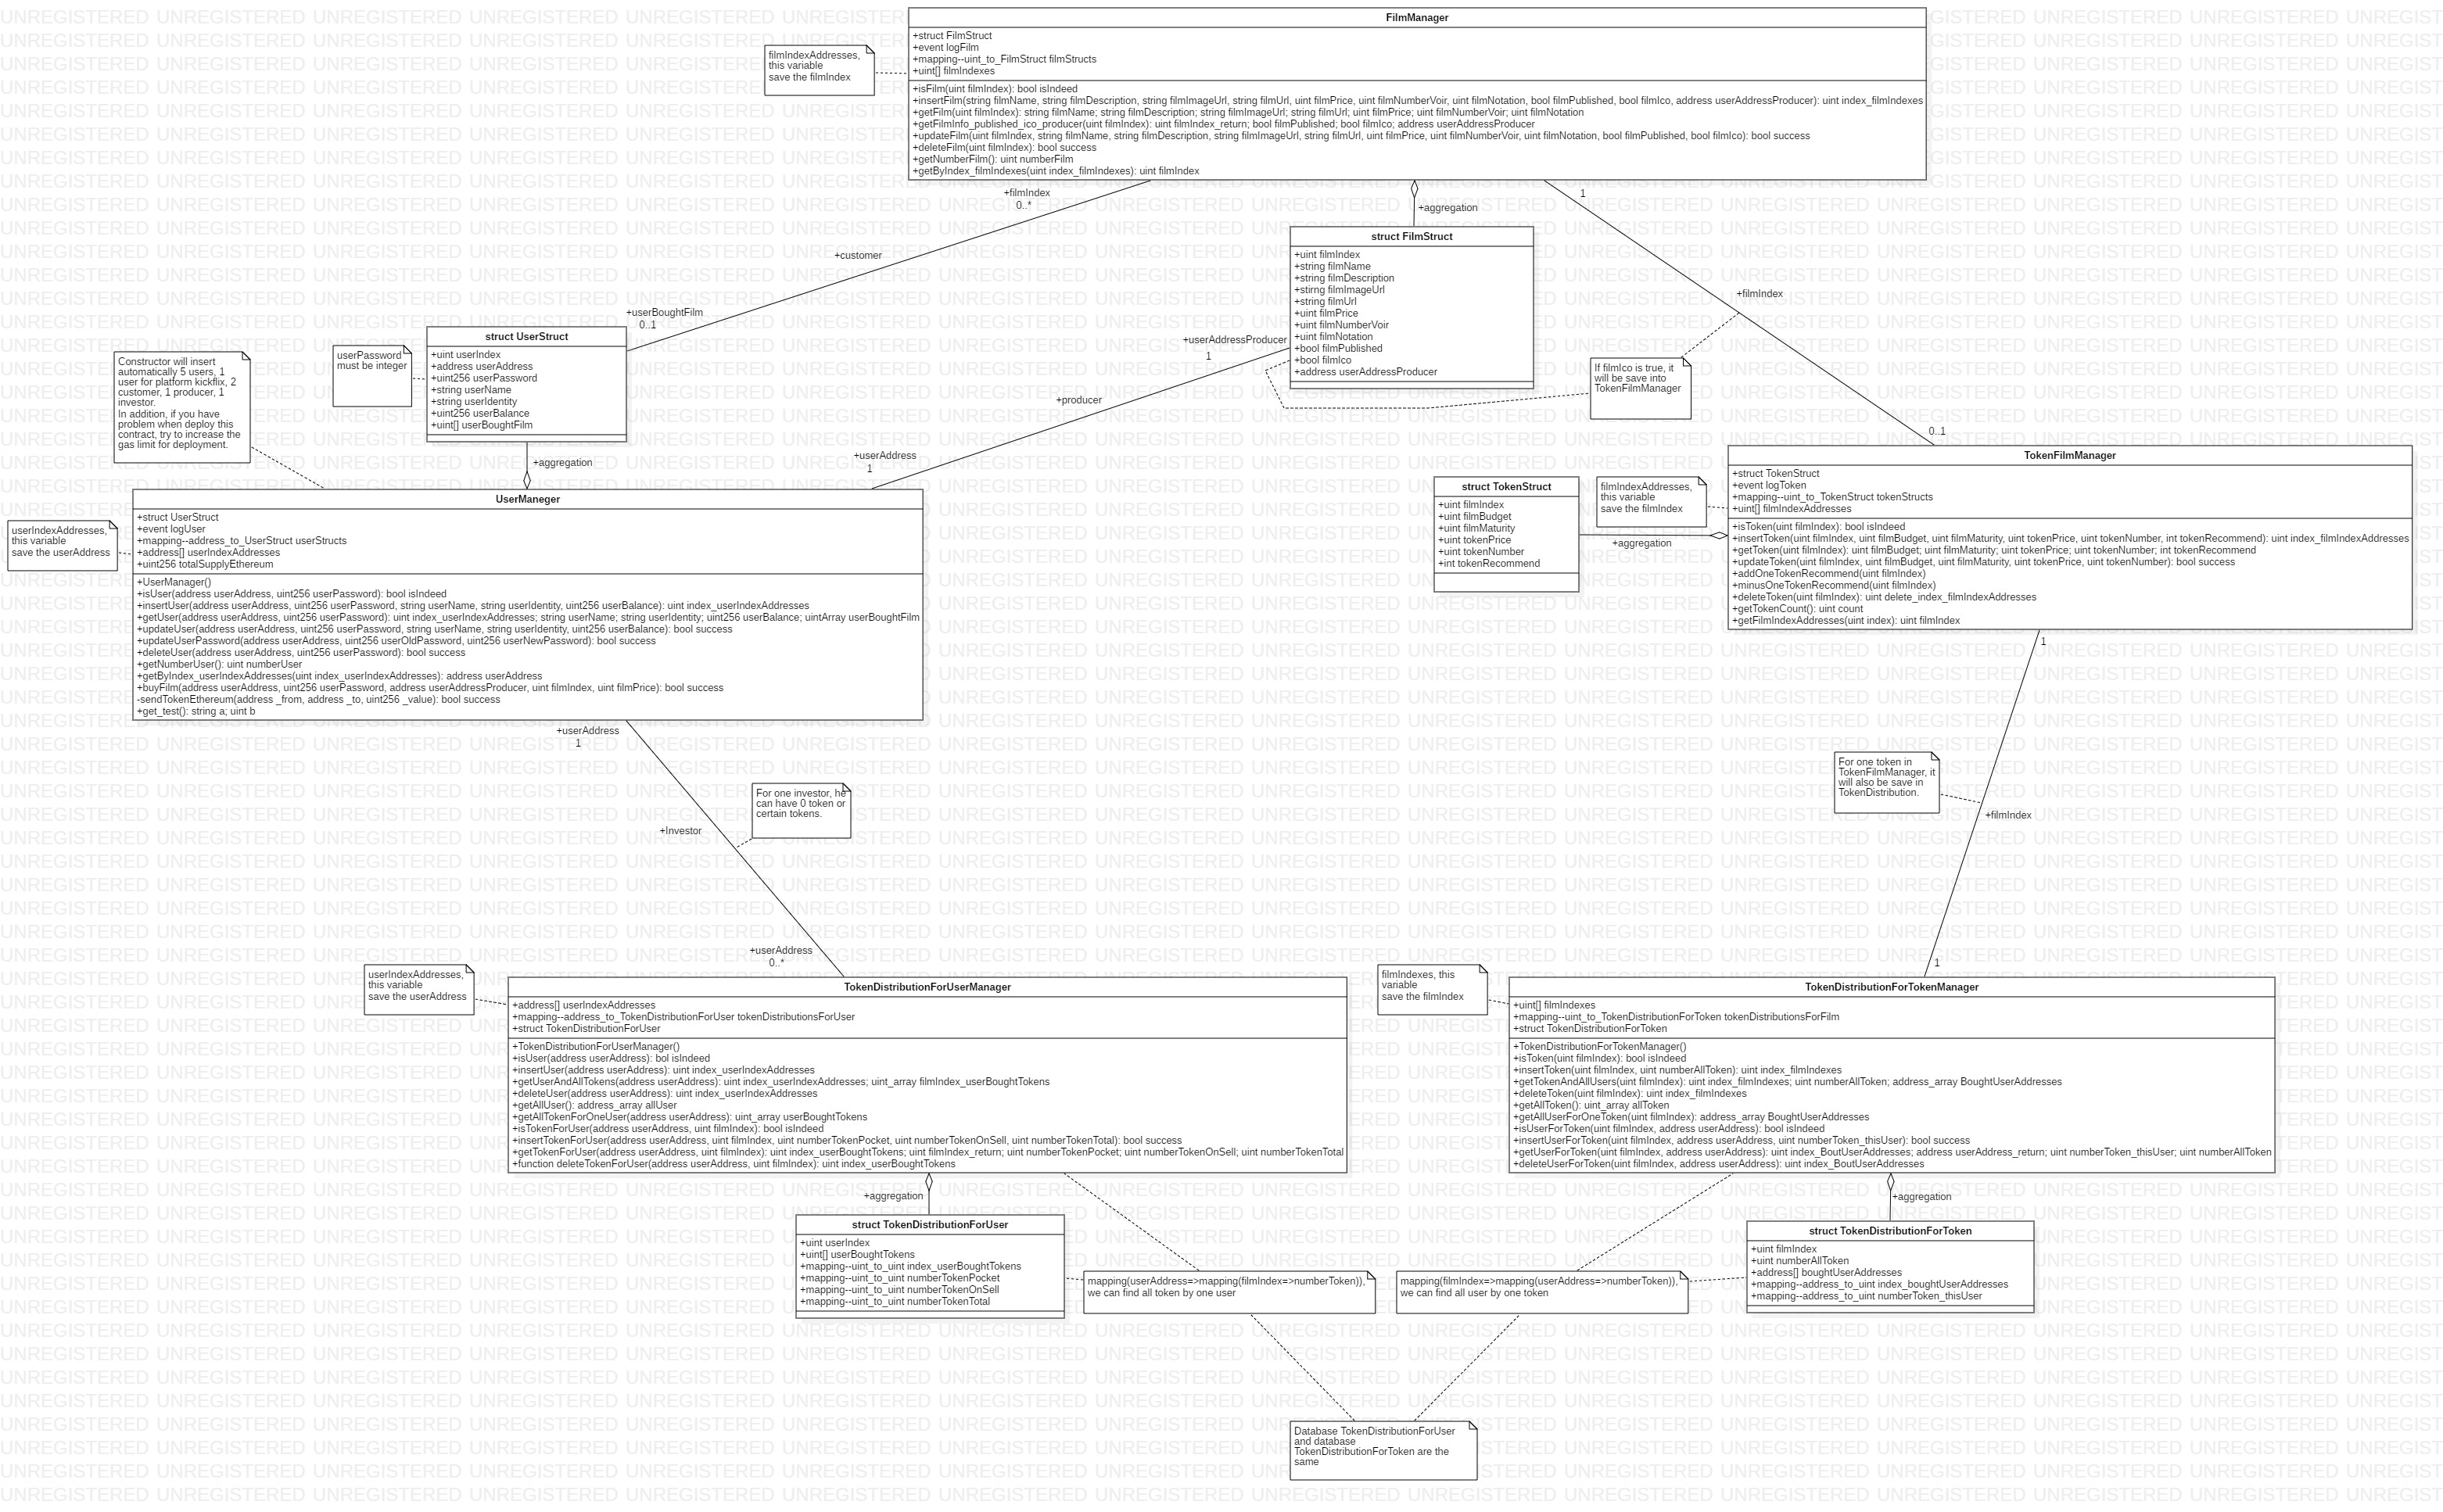 FilmManager
+struct FilmStruct
+event logFilm
+mapping--uint_to_FilmStruct filmStructs
+uint[] filmIndexes
+isFilm(uint filmIndex): bool isIndeed
+insertFilm(string filmName, string filmDescription, string filmImageUrl, string filmUrl, uint filmPrice, uint filmNumberVoir, uint filmNotation, bool filmPublished, bool filmIco, address userAddressProducer): uint index_filmIndexes
+getFilm(uint filmIndex): string filmName; string filmDescription; string filmImageUrl; string filmUrl; uint filmPrice; uint filmNumberVoir; uint filmNotation
+getFilmInfo_published_ico_producer(uint filmIndex): uint filmIndex_return; bool filmPublished; bool filmIco; address userAddressProducer
+updateFilm(uint filmIndex, string filmName, string filmDescription, string filmImageUrl, string filmUrl, uint filmPrice, uint filmNumberVoir, uint filmNotation, bool filmPublished, bool filmIco): bool success
+deleteFilm(uint filmIndex): bool success
+getNumberFilm(): uint numberFilm
+getByIndex_filmIndexes(uint index_filmIndexes): uint filmIndex
filmIndexAddresses,
this variable
save the filmIndex
+filmIndex
0..*
+customer
+userBoughtFilm
0..1
+aggregation
1
+filmIndex
0..1
struct FilmStruct
+uint filmIndex
+string filmName
+string filmDescription
+stirng filmImageUrl
+string filmUrl
+uint filmPrice
+uint filmNumberVoir
+uint filmNotation
+bool filmPublished
+bool filmIco
+address userAddressProducer
+userAddressProducer
1
+producer
+userAddress
1
If filmIco is true, it
will be save into
TokenFilmManager
Constructor will insert
automatically 5 users, 1
user for platform kickflix, 2
customer, 1 producer, 1
investor.
In addition, if you have
problem when deploy this
contract, try to increase the
gas limit for deployment.
userPassword
must be integer
struct UserStruct
+uint userIndex
+address userAddress
+uint256 userPassword
+string userName
+string userIdentity
+uint256 userBalance
+uint[] userBoughtFilm
+aggregation
userIndexAddresses,
this variable
save the userAddress
UserManeger
+struct UserStruct
+event logUser
+mapping--address_to_UserStruct userStructs
+address[] userIndexAddresses
+uint256 totalSupplyEthereum
+UserManager()
+isUser(address userAddress, uint256 userPassword): bool isIndeed
+insertUser(address userAddress, uint256 userPassword, string userName, string userIdentity, uint256 userBalance): uint index_userIndexAddresses
+getUser(address userAddress, uint256 userPassword): uint index_userIndexAddresses; string userName; string userIdentity; uint256 userBalance; uintArray userBoughtFilm
+updateUser(address userAddress, uint256 userPassword, string userName, string userIdentity, uint256 userBalance): bool success
+updateUserPassword(address userAddress, uint256 userOldPassword, uint256 userNewPassword): bool success
+deleteUser(address userAddress, uint256 userPassword): bool success
+getNumberUser(): uint numberUser
+getByIndex_userIndexAddresses(uint index_userIndexAddresses): address userAddress
+buyFilm(address userAddress, uint256 userPassword, address userAddressProducer, uint filmIndex, uint filmPrice): bool success
-sendTokenEthereum(address _from, address _to, uint256 _value): bool success
+get_test(): string a; uint b
struct TokenStruct
+uint filmIndex
+uint filmBudget
+uint filmMaturity
+uint tokenPrice
+uint tokenNumber
+int tokenRecommend
filmIndexAddresses,
this variable
save the filmIndex
+aggregation
TokenFilmManager
+struct TokenStruct
+event logToken
+mapping--uint_to_TokenStruct tokenStructs
+uint[] filmIndexAddresses
+isToken(uint filmIndex): bool isIndeed
+insertToken(uint filmIndex, uint filmBudget, uint filmMaturity, uint tokenPrice, uint tokenNumber, int tokenRecommend): uint index_filmIndexAddresses
+getToken(uint filmIndex): uint filmBudget; uint filmMaturity; uint tokenPrice; uint tokenNumber; int tokenRecommend
+updateToken(uint filmIndex, uint filmBudget, uint filmMaturity, uint tokenPrice, uint tokenNumber): bool success
+addOneTokenRecommend(uint filmIndex)
+minusOneTokenRecommend(uint filmIndex)
+deleteToken(uint filmIndex): uint delete_index_filmIndexAddresses
+getTokenCount(): uint count
+getFilmIndexAddresses(uint index): uint filmIndex
+userAddress
1
For one investor, he
can have 0 token or
certain tokens.
+Investor
+userAddress
0..*
1
For one token in
TokenFilmManager, it
will also be save in
TokenDistribution.
+filmIndex
1
userIndexAddresses,
this variable
save the userAddress
TokenDistributionForUserManager
+address[] userIndexAddresses
+mapping--address_to_TokenDistributionForUser tokenDistributionsForUser
+struct TokenDistributionForUser
+TokenDistributionForUserManager()
+isUser(address userAddress): bol isIndeed
+insertUser(address userAddress): uint index_userIndexAddresses
+getUserAndAllTokens(address userAddress): uint index_userIndexAddresses; uint_array filmIndex_userBoughtTokens
+deleteUser(address userAddress): uint index_userIndexAddresses
+getAllUser(): address_array allUser
+getAllTokenForOneUser(address userAddress): uint_array userBoughtTokens
+isTokenForUser(address userAddress, uint filmIndex): bool isIndeed
+insertTokenForUser(address userAddress, uint filmIndex, uint numberTokenPocket, uint numberTokenOnSell, uint numberTokenTotal): bool success
+getTokenForUser(address userAddress, uint filmIndex): uint index_userBoughtTokens; uint filmIndex_return; uint numberTokenPocket; uint numberTokenOnSell; uint numberTokenTotal
+function deleteTokenForUser(address userAddress, uint filmIndex): uint index_userBoughtTokens
filmIndexes, this
variable
save the filmIndex
TokenDistributionForTokenManager
+uint[] filmIndexes
+mapping--uint_to_TokenDistributionForToken tokenDistributionsForFilm
+struct TokenDistributionForToken
+TokenDistributionForTokenManager()
+isToken(uint filmIndex): bool isIndeed
+insertToken(uint filmIndex, uint numberAllToken): uint index_filmIndexes
+getTokenAndAllUsers(uint filmIndex): uint index_filmIndexes; uint numberAllToken; address_array BoughtUserAddresses
+deleteToken(uint filmIndex): uint index_filmIndexes
+getAllToken(): uint_array allToken
+getAllUserForOneToken(uint filmIndex): address_array BoughtUserAddresses
+isUserForToken(uint filmIndex, address userAddress): bool isIndeed
+insertUserForToken(uint filmIndex, address userAddress, uint numberToken_thisUser): bool success
+getUserForToken(uint filmIndex, address userAddress): uint index_BoutUserAddresses; address userAddress_return; uint numberToken_thisUser; uint numberAllToken
+deleteUserForToken(uint filmIndex, address userAddress): uint index_BoutUserAddresses
+aggregation
struct TokenDistributionForUser
+uint userIndex
+uint[] userBoughtTokens
+mapping--uint_to_uint index_userBoughtTokens
+mapping--uint_to_uint numberTokenPocket
+mapping--uint_to_uint numberTokenOnSell
+mapping--uint_to_uint numberTokenTotal
mapping(userAddress=>mapping(filmIndex=>numberToken)),
we can find all token by one user
mapping(filmIndex=>mapping(userAddress=>numberToken)),
we can find all user by one token
+aggregation
struct TokenDistributionForToken
+uint filmIndex
+uint numberAllToken
+address[] boughtUserAddresses
+mapping--address_to_uint index_boughtUserAddresses
+mapping--address_to_uint numberToken_thisUser
Database TokenDistributionForUser
and database
TokenDistributionForToken are the
same